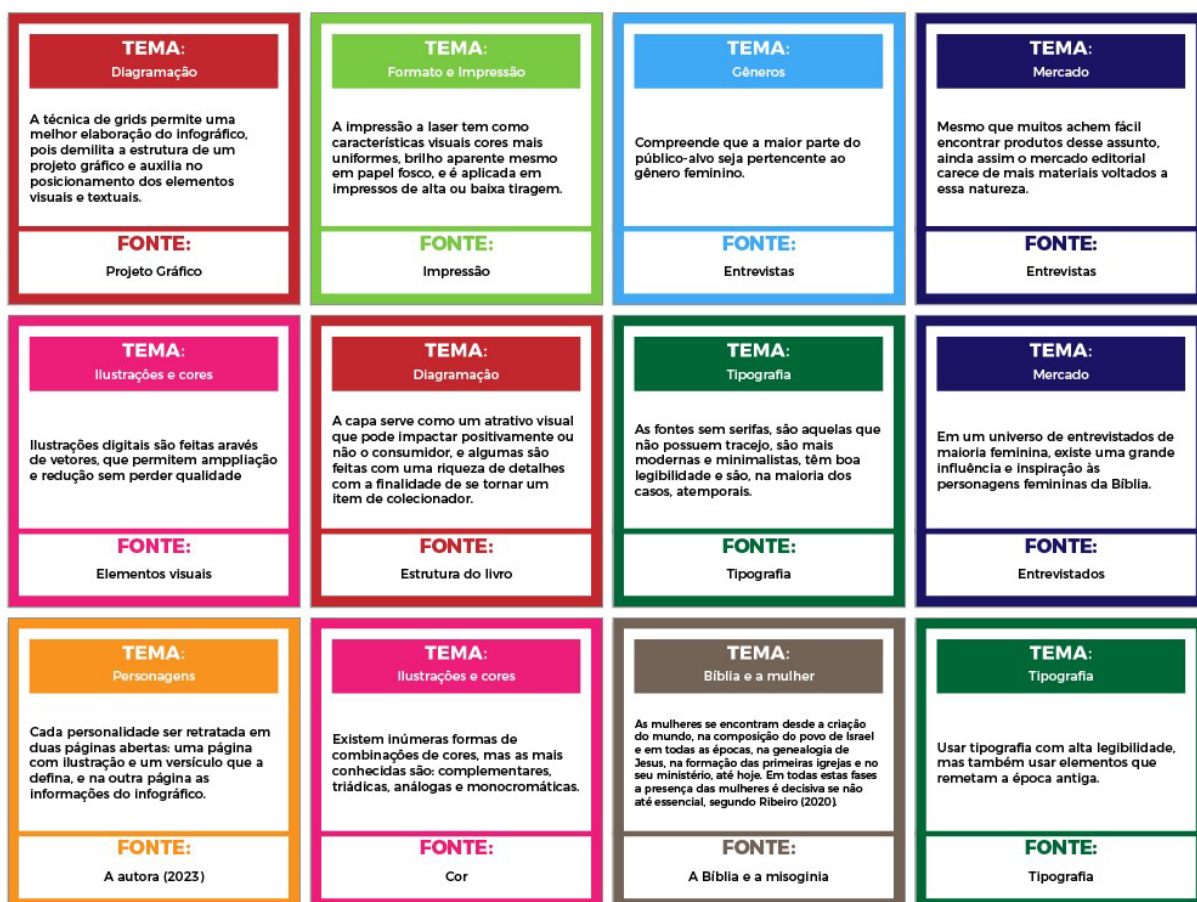 TEMA:
Diagramação
A técnica de grids permite uma
melhor elaboração do infográfico,
pois demilita a estrutura de um
projeto gráfico e auxilia no
posicionamento dos elementos
visuais e textuais.
FONTE:
Projeto Gráfico
TEMA:
Formato e Impressão
A impressão a laser tem como
características visuais cores mais
uniformes, brilho aparente mesmo
em papel fosco, e é aplicada em
impressos de alta ou baixa tiragem.
FONTE:
Impressão
TEMA:
Gêneros
Compreende que a maior parte do
público-alvo seja pertencente ao
gênero feminino.
FONTE:
Entrevistas
TEMA:
Mercado
Mesmo que muitos achem fácil
encontrar produtos desse assunto,
ainda assim o mercado editorial
carece de mais materiais voltados a
essa natureza.
FONTE:
Entrevistas
TEMA:
Ilustrações e cores
Ilustrações digitais são feitas aravés
de vetores, que permitem amppliação
e redução sem perder qualidade
FONTE:
Elementos visuais
TEMA:
Diagramação
A capa serve como um atrativo visual
que pode impactar positivamente ou
não o consumidor, e algumas são
feitas com uma riqueza de detalhes
com a finalidade de se tornar um
item de colecionador.
FONTE:
Estrutura do livro
TEMA:
Tipografia
As fontes sem serifas, são aquelas que
não possuem tracejo, são mais
modernas e minimalistas, têm boa
legibilidade e são, na maioria dos
casos, atemporais.
FONTE:
Tipografia
TEMA:
Mercado
Em um universo de entrevistados de
maioria feminina, existe uma grande
influência e inspiração às
personagens femininas da Bíblia.
FONTE:
Entrevistados
TEMA:
Personagens
Cada personalidade ser retratada em
duas páginas abertas: uma página
com ilustração e um versículo que a
defina, e na outra página as
informações do infográfico.
FONTE:
A autora (2023)
TEMA:
Ilustrações e cores
Existem inúmeras formas de
combinações de cores, mas as mais
conhecidas são: complementares,
triádicas, análogas e monocromáticas.
FONTE:
Cor
TEMA:
Bíblia e a mulher
As mulheres se encontram desde a criação
do mundo, na composição do povo de Israel
e em todas as épocas, na genealogia de
Jesus, na formação das primeiras igrejas e no
seu ministério, até hoje. Em todas estas fases
a presença das mulheres é decisiva se não
até essencial, segundo Ribeiro (2020).
FONTE:
A Bíblia e a misoginia
TEMA:
Tipografia
Usar tipografia com alta legibilidade,
mas também usar elementos que
remetam a época antiga.
FONTE:
Tipografia